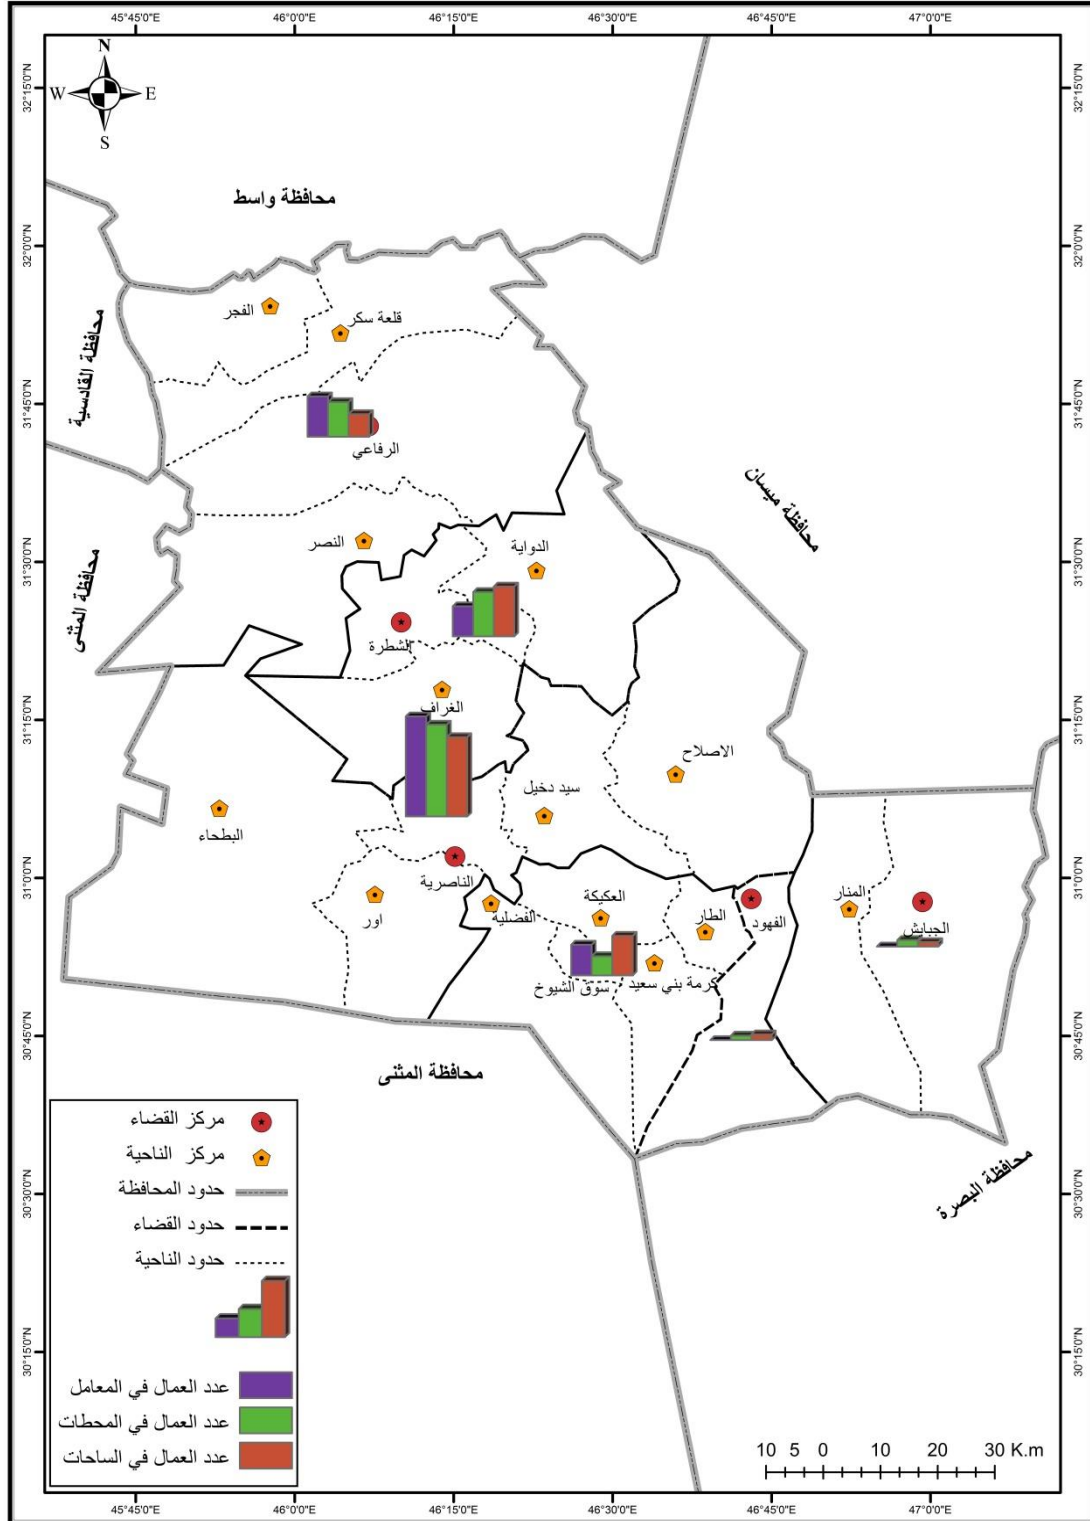 45°45'0"E 46°0'0"E 46°15'0"E 46°30'0"E 46°45'0"E 47°0'0"E
N
W E
S
32°15'0"N 32°15'0"N
محافظة واسط
32°0'0"N 32°0'0"N
الفجر
قلعة سكر
محافظة القادسية
31°45'0"N 31°45'0"N
الرفاعي
محافظة ميسان
النصر
الدواية
31°30'0"N 31°30'0"N
محافظة المثنى
الشطرة
الغراف
31°15'0"N 31°15'0"N
الاصلاح
سيد دخيل
البطحاء
31°0'0"N 31°0'0"N
الناصرية
العكيكة
المنار
اور
الفضلية
الطار
الفهود
الجبايش
سوق الشيوخ
كرمة بني سعيد
30°45'0"N 30°45'0"N
محافظة المثنى
محافظة البصرة
مركز القضاء
مركز الناحية
حدود المحافظة
30°30'0"N 30°30'0"N
حدود القضاء
حدود الناحية
30°15'0"N 30°15'0"N
عدد العمال في المعامل
عدد العمال في المحطات
عدد العمال في الساحات
10 5 0 10 20 30 K.m
45°45'0"E 46°0'0"E 46°15'0"E 46°30'0"E 46°45'0"E 47°0'0"E